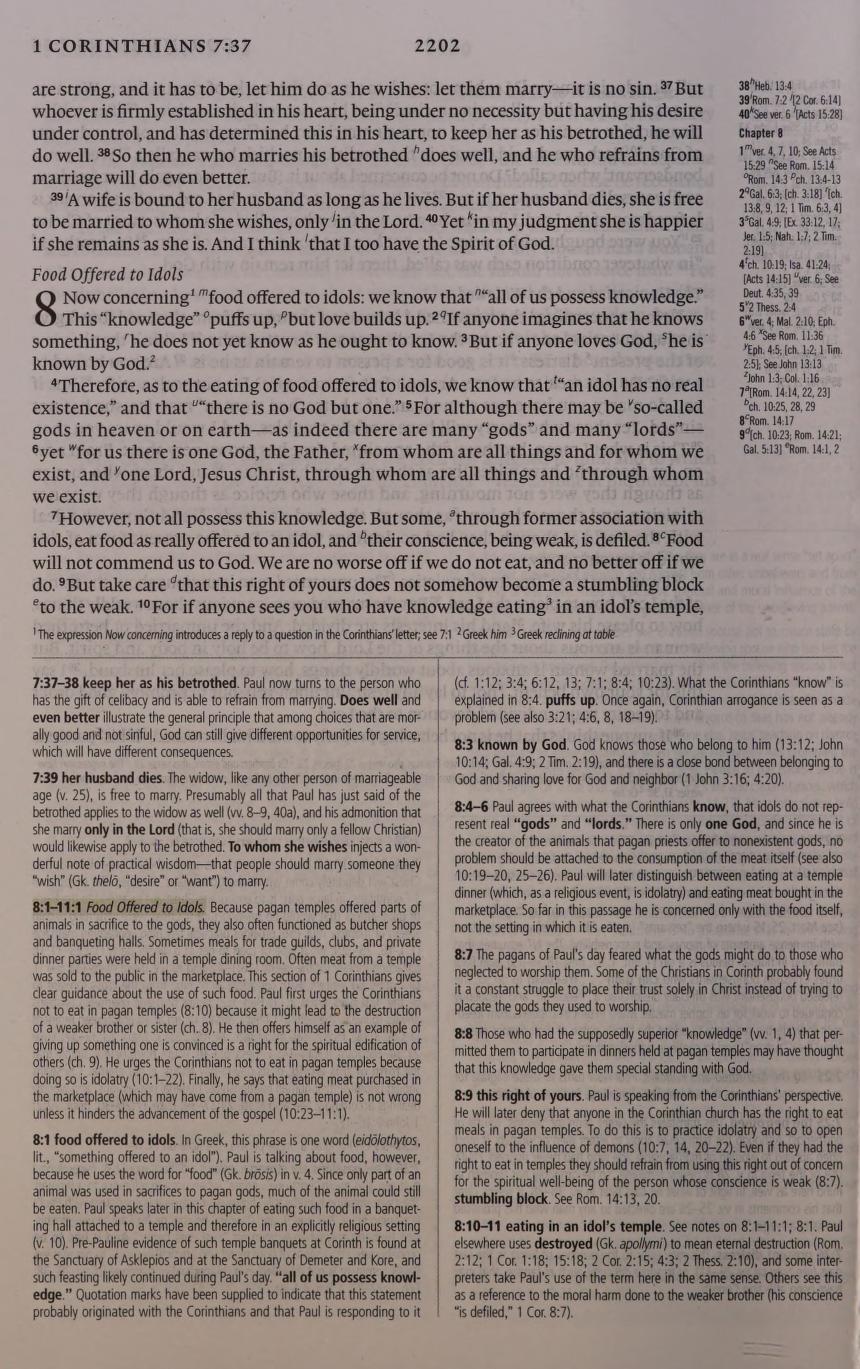 1 CORINTHIANS 7:37
2202
are strong, and it has to be, let him do as he wishes: let them marry—it is no sin. 37 But
whoever is firmly established in his heart, being under no necessity but having his desire
under control, and has determined this in his heart, to keep her as his betrothed, he will
do well. 38 So then he who marries his betrothed h does well, and he who refrains from
marriage will do even better.
39 i A wife is bound to her husband as long as he lives. But if her husband dies, she is free
to be married to whom she wishes, only j in the Lord. 40 Yet k in my judgment she is happier
if she remains as she is. And I think l that I too have the Spirit of God.
Food Offered to Idols
8 Now concerning1 m food offered to idols: we know that n “all of us possess knowledge.”
This “knowledge” o puffs up, p but love builds up. 2 q If anyone imagines that he knows
something, r he does not yet know as he ought to know. 3 But if anyone loves God, s he is
known by God.2
4 Therefore, as to the eating of food offered to idols, we know that t “an idol has no real
existence,” and that u “there is no God but one.” 5 For although there may be v so-called
gods in heaven or on earth—as indeed there are many “gods” and many “lords”—
6 yet w for us there is one God, the Father, x from whom are all things and for whom we
exist, and y one Lord, Jesus Christ, through whom are all things and z through whom
we exist.
7 However, not all possess this knowledge. But some, a through former association with
idols, eat food as really offered to an idol, and b their conscience, being weak, is defiled. 8 c Food
will not commend us to God. We are no worse off if we do not eat, and no better off if we
do. 9 But take care d that this right of yours does not somehow become a stumbling block
e to the weak. 10 For if anyone sees you who have knowledge eating3 in an idol’s temple,
1 The expression Now concerning introduces a reply to a question in the Corinthians’ letter; see 7:1 2 Greek him 3 Greek reclining at table
38 h Heb. 13:4
39 i Rom. 7:2 j [2 Cor. 6:14]
40 k See ver. 6 l [Acts 15:28]
Chapter 8
1 m ver. 4, 7, 10; See Acts
15:29 n See Rom. 15:14
o Rom. 14:3 p ch. 13:4-13
2 q Gal. 6:3; [ch. 3:18] r [ch.
13:8, 9, 12; 1 Tim. 6:3, 4]
3 s Gal. 4:9; [Ex. 33:12, 17;
Jer. 1:5; Nah. 1:7; 2 Tim.
2:19]
4 t ch. 10:19; Isa. 41:24;
[Acts 14:15] u ver. 6; See
Deut. 4:35, 39
5 v 2 Thess. 2:4
6 w ver. 4; Mal. 2:10; Eph.
4:6 x See Rom. 11:36
y Eph. 4:5; [ch. 1:2; 1 Tim.
2:5]; See John 13:13
z John 1:3; Col. 1:16
7 a [Rom. 14:14, 22, 23]
b ch. 10:25, 28, 29
8 c Rom. 14:17
9 d [ch. 10:23; Rom. 14:21;
Gal. 5:13] e Rom. 14:1, 2
7:37–38 keep her as his betrothed. Paul now turns to the person who
has the gift of celibacy and is able to refrain from marrying. Does well and
even better illustrate the general principle that among choices that are mor-
ally good and not sinful, God can still give different opportunities for service,
which will have different consequences.
7:39 her husband dies. The widow, like any other person of marriageable
age (v. 25), is free to marry. Presumably all that Paul has just said of the
betrothed applies to the widow as well (vv. 8–9, 40a), and his admonition that
she marry only in the Lord (that is, she should marry only a fellow Christian)
would likewise apply to the betrothed. To whom she wishes injects a won-
derful note of practical wisdom—that people should marry someone they
“wish” (Gk. thelō, “desire” or “want”) to marry.
8:1–11:1 Food Offered to Idols. Because pagan temples offered parts of
animals in sacrifice to the gods, they also often functioned as butcher shops
and banqueting halls. Sometimes meals for trade guilds, clubs, and private
dinner parties were held in a temple dining room. Often meat from a temple
was sold to the public in the marketplace. This section of 1 Corinthians gives
clear guidance about the use of such food. Paul first urges the Corinthians
not to eat in pagan temples (8:10) because it might lead to the destruction
of a weaker brother or sister (ch. 8). He then offers himself as an example of
giving up something one is convinced is a right for the spiritual edification of
others (ch. 9). He urges the Corinthians not to eat in pagan temples because
doing so is idolatry (10:1–22). Finally, he says that eating meat purchased in
the marketplace (which may have come from a pagan temple) is not wrong
unless it hinders the advancement of the gospel (10:23–11:1).
8:1 food offered to idols. In Greek, this phrase is one word (eidōlothytos,
lit., “something offered to an idol”). Paul is talking about food, however,
because he uses the word for “food” (Gk. brōsis) in v. 4. Since only part of an
animal was used in sacrifices to pagan gods, much of the animal could still
be eaten. Paul speaks later in this chapter of eating such food in a banquet-
ing hall attached to a temple and therefore in an explicitly religious setting
(v. 10). Pre-Pauline evidence of such temple banquets at Corinth is found at
the Sanctuary of Asklepios and at the Sanctuary of Demeter and Kore, and
such feasting likely continued during Paul’s day. “all of us possess knowl-
edge.” Quotation marks have been supplied to indicate that this statement
probably originated with the Corinthians and that Paul is responding to it
(cf. 1:12; 3:4; 6:12, 13; 7:1; 8:4; 10:23). What the Corinthians “know” is
explained in 8:4. puffs up. Once again, Corinthian arrogance is seen as a
problem (see also 3:21; 4:6, 8, 18–19).
8:3 known by God. God knows those who belong to him (13:12; John
10:14; Gal. 4:9; 2 Tim. 2:19), and there is a close bond between belonging to
God and sharing love for God and neighbor (1 John 3:16; 4:20).
8:4–6 Paul agrees with what the Corinthians know, that idols do not rep-
resent real “gods” and “lords.” There is only one God, and since he is
the creator of the animals that pagan priests offer to nonexistent gods, no
problem should be attached to the consumption of the meat itself (see also
10:19–20, 25–26). Paul will later distinguish between eating at a temple
dinner (which, as a religious event, is idolatry) and eating meat bought in the
marketplace. So far in this passage he is concerned only with the food itself,
not the setting in which it is eaten.
8:7 The pagans of Paul’s day feared what the gods might do to those who
neglected to worship them. Some of the Christians in Corinth probably found
it a constant struggle to place their trust solely in Christ instead of trying to
placate the gods they used to worship.
8:8 Those who had the supposedly superior “knowledge” (vv. 1, 4) that per-
mitted them to participate in dinners held at pagan temples may have thought
that this knowledge gave them special standing with God.
8:9 this right of yours. Paul is speaking from the Corinthians’ perspective.
He will later deny that anyone in the Corinthian church has the right to eat
meals in pagan temples. To do this is to practice idolatry and so to open
oneself to the influence of demons (10:7, 14, 20–22). Even if they had the
right to eat in temples they should refrain from using this right out of concern
for the spiritual well-being of the person whose conscience is weak (8:7).
stumbling block. See Rom. 14:13, 20.
8:10–11 eating in an idol’s temple. See notes on 8:1–11:1; 8:1. Paul
elsewhere uses destroyed (Gk. apollymi) to mean eternal destruction (Rom.
2:12; 1 Cor. 1:18; 15:18; 2 Cor. 2:15; 4:3; 2 Thess. 2:10), and some inter-
preters take Paul’s use of the term here in the same sense. Others see this
as a reference to the moral harm done to the weaker brother (his conscience
“is defiled,” 1 Cor. 8:7).